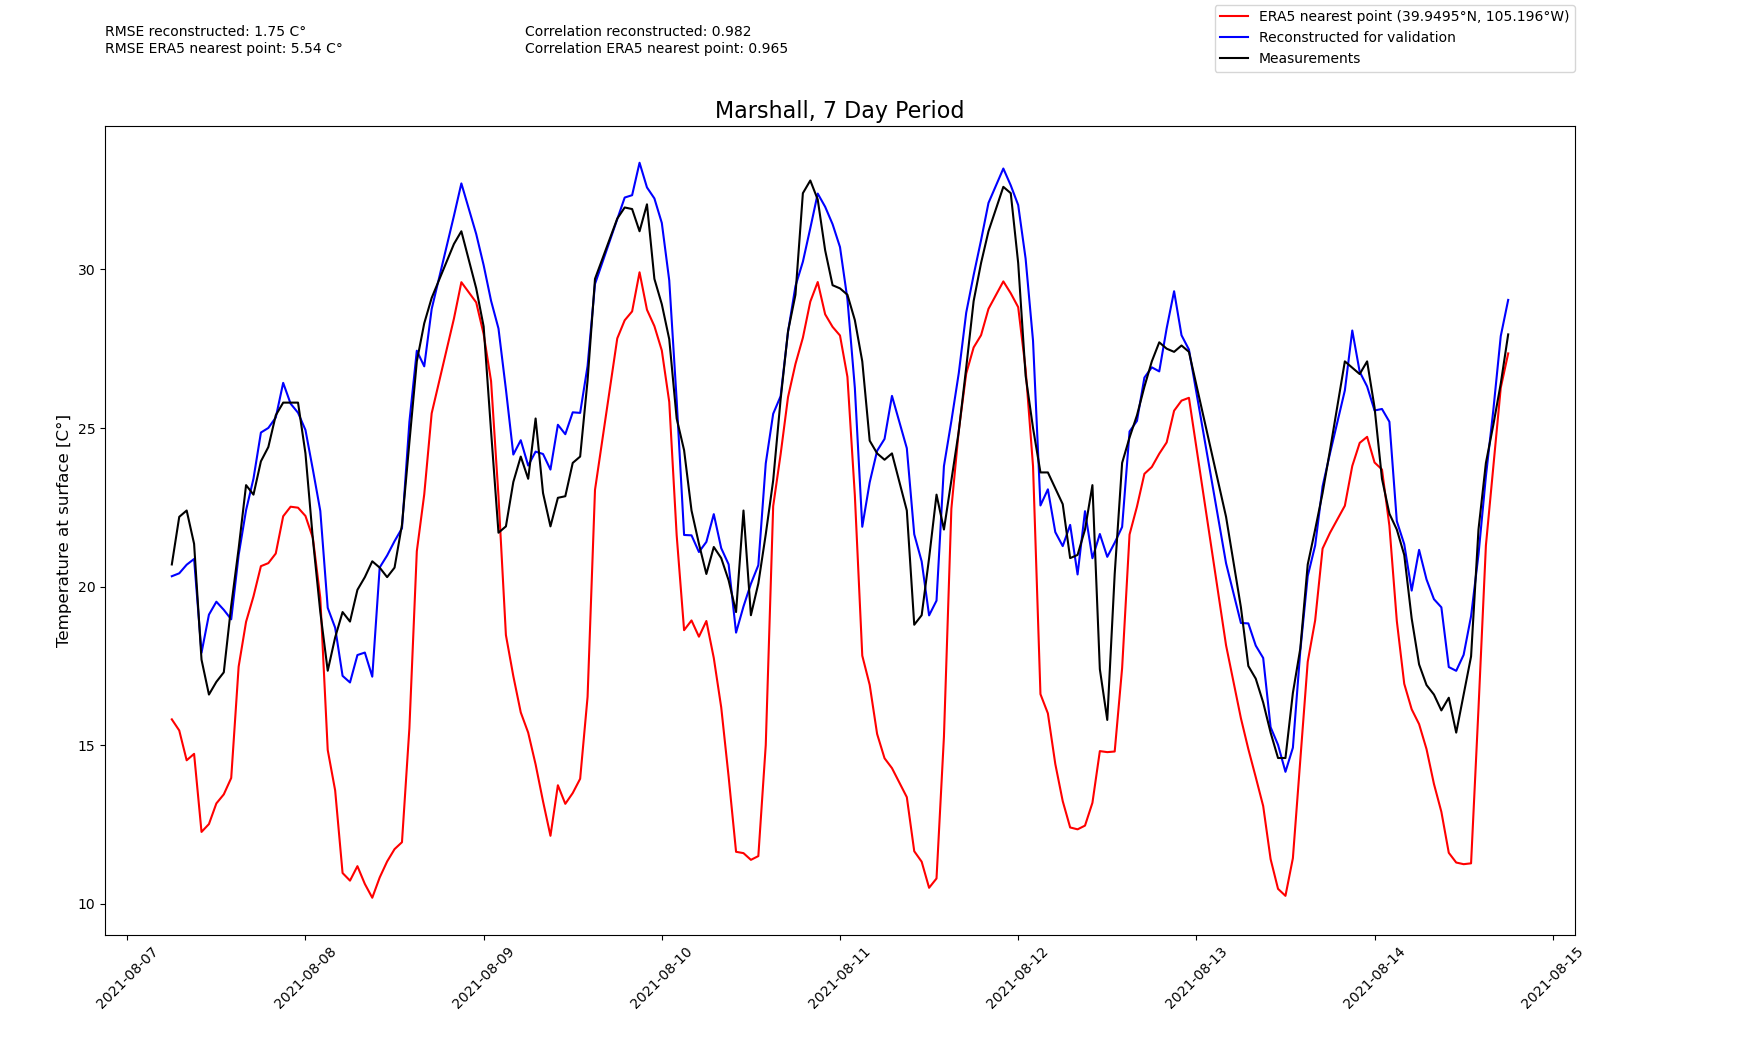 RMSE reconstructed: 1.75 C°
RMSE ERA5 nearest point: 5.54 C°
Correlation reconstructed: 0.982
Correlation ERA5 nearest point: 0.965
ERA5 nearest point (39.9495°N, 105.196°W)
Reconstructed for validation
Measurements
Marshall, 7 Day Period
Temperature at surface [C°]
30
25
20
15
10
2021-08-07
2021-08-08
2021-08-09
2021-08-10
2021-08-11
2021-08-12
2021-08-13
2021-08-14
2021-08-15